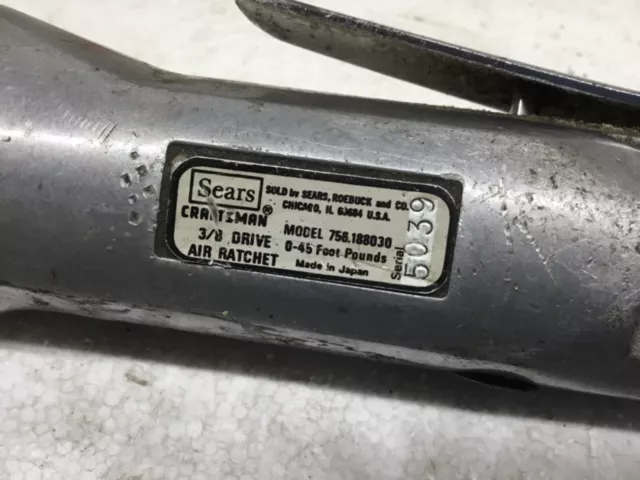 Sears
SOLD by SEARS, ROEBUCK and CO.
CHICAGO, IL 60684 U.S.A.
CRAFTSMAN®
3/8 DRIVE
AIR RATCHET
MODEL 756.188030
0-45 Foot Pounds
Made in Japan
Serial
5039